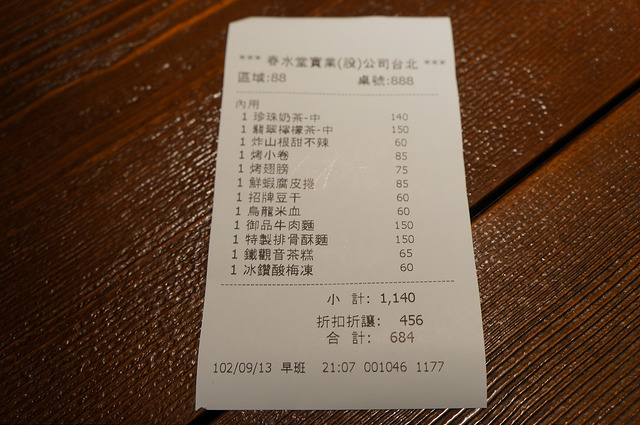 *** 春水堂實業(股)公司台北 ***
區域:88 桌號:888
內用
1 珍珠奶茶-中 140
1 翡翠檸檬茶-中 150
1 炸山根甜不辣 60
1 烤小卷 85
1 烤翅膀 75
1 鮮蝦腐皮捲 85
1 招牌豆干 60
1 烏龍米血 60
1 御品牛肉麵 150
1 特製排骨酥麵 150
1 鐵觀音茶糕 65
1 冰鑽酸梅凍 60
小 計: 1,140
折扣折讓: 456
合 計: 684
102/09/13 早班 21:07 001046 1177